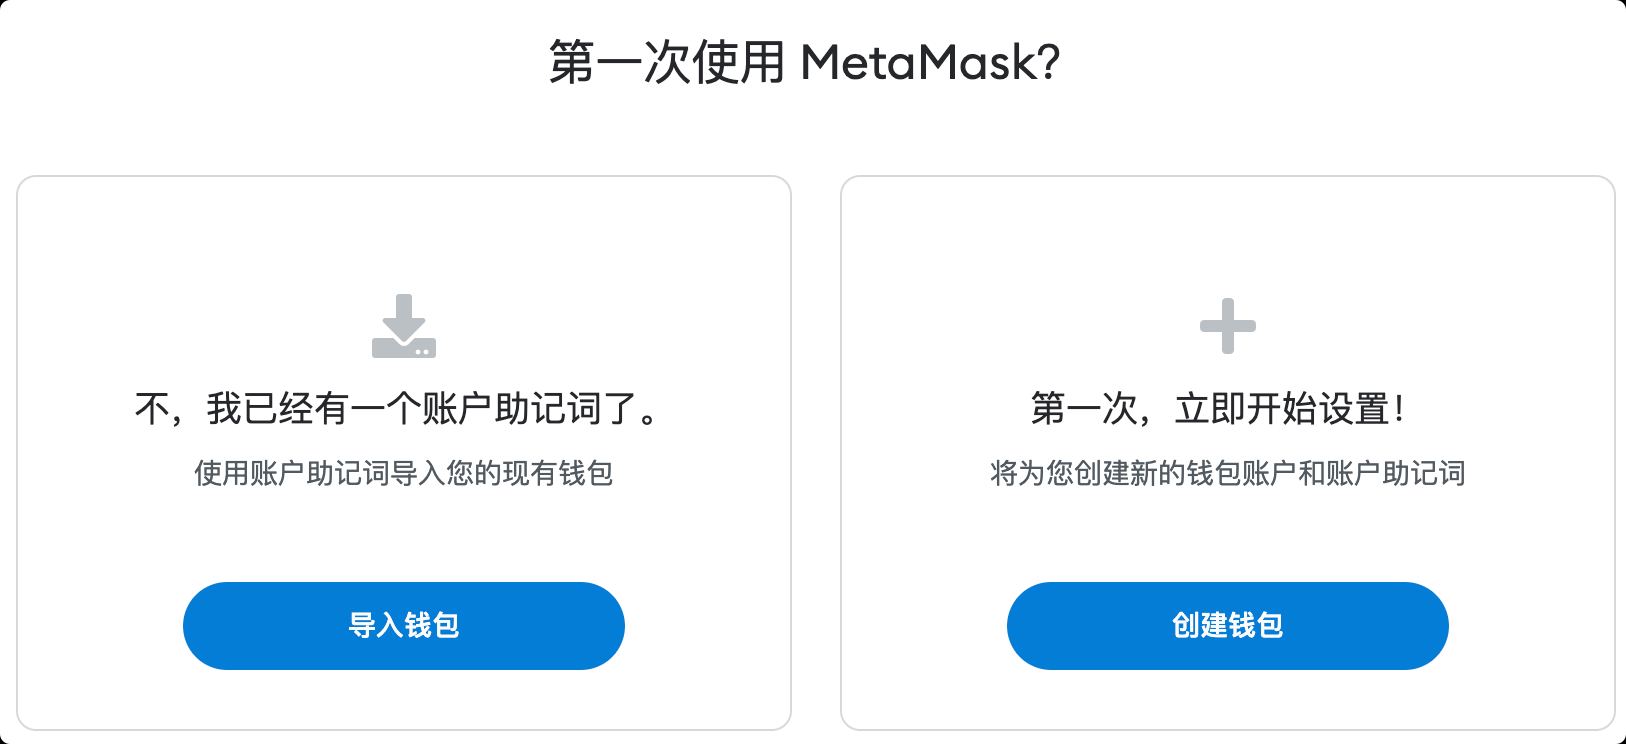 第一次使用 MetaMask?
不，我已经有一个账户助记词了。
使用账户助记词导入您的现有钱包
导入钱包
第一次，立即开始设置！
将为您创建新的钱包账户和账户助记词
创建钱包